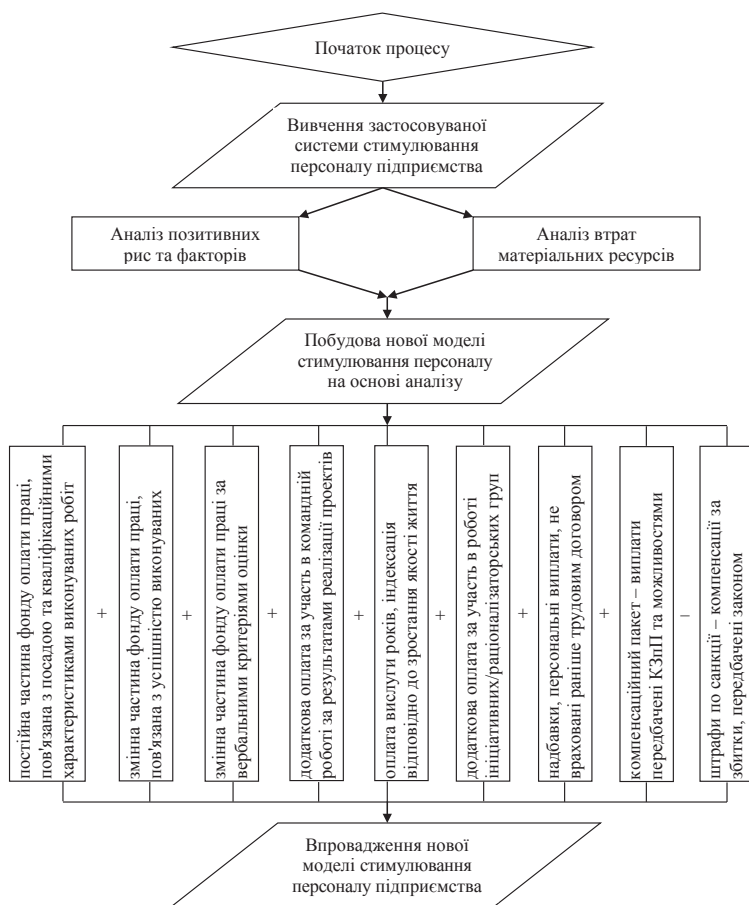 Початок процесу
Вивчення застосовуваної
системи стимулювання
персоналу підприємства
Аналіз позитивних
рис та факторів
Аналіз втрат
матеріальних ресурсів
Побудова нової моделі
стимулювання персоналу
на основі аналізу
постійна частина фонду оплати праці,
пов'язана з посадою та кваліфікаційними
характеристиками виконуваних робіт
+
змінна частина фонду оплати праці,
пов'язана з успішністю виконуваних
+
змінна частина фонду оплати праці за
вербальними критеріями оцінки
+
додаткова оплата за участь в командній
роботі за результатами реалізації проектів
+
оплата вислуги років, індексація
відповідно до зростання якості життя
+
додаткова оплата за участь в роботі
ініціативних/раціоналізаторських груп
+
надбавки, персональні виплати, не
враховані раніше трудовим договором
+
компенсаційний пакет – виплати
передбачені КЗпП та можливостями
–
штрафи по санкції – компенсації за
збитки, передбачені законом
Впровадження нової
моделі стимулювання
персоналу підприємства